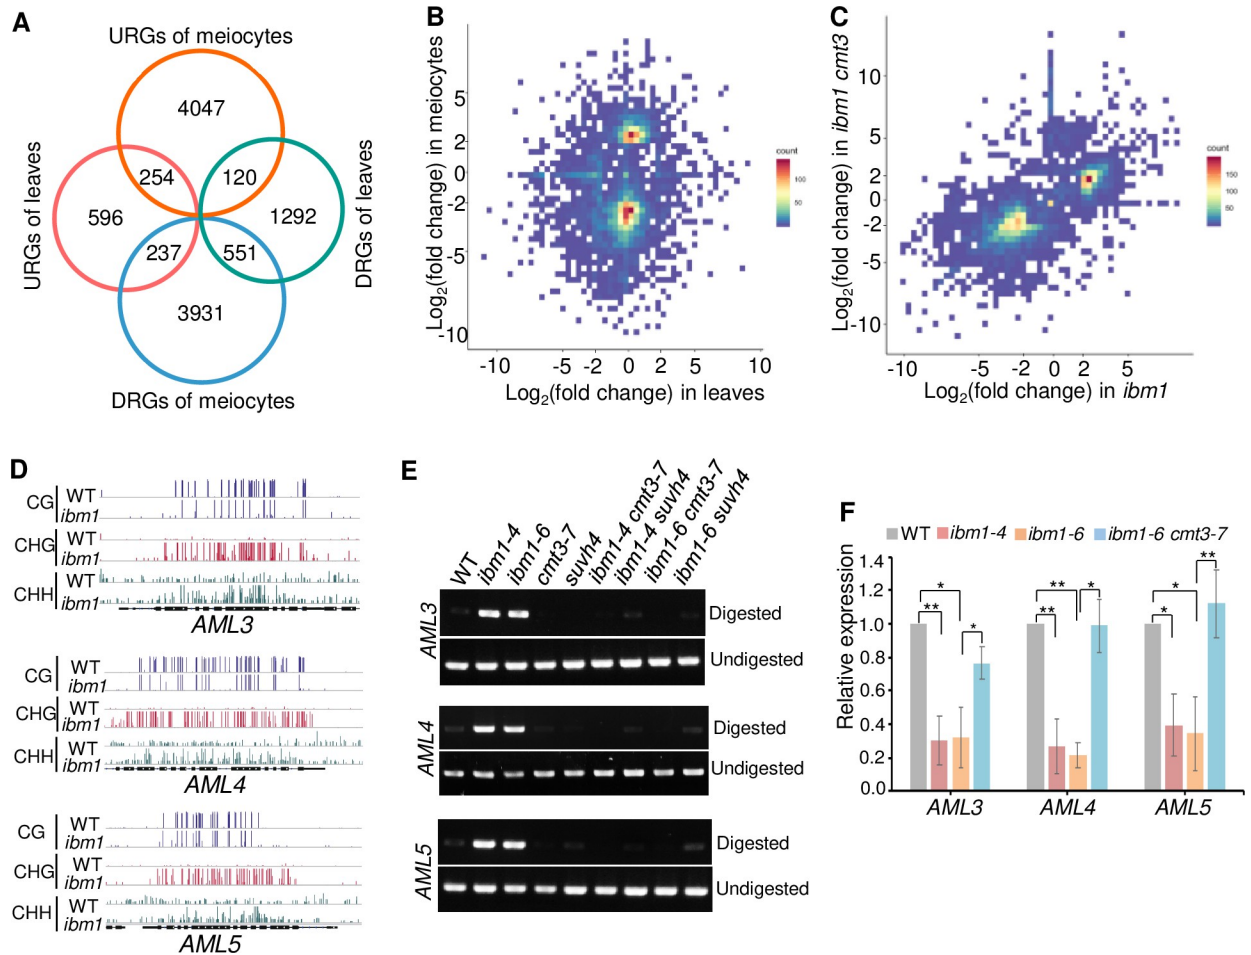 A
URGs of meiocytes
4047
URGs of leaves
254
120
596
1292
DRGs of leaves
237
551
3931
DRGs of meiocytes
B
Log2(fold change) in meiocytes
5
2
0
-2
-5
-10
-10 -5 -2 0 2 5 10
Log2(fold change) in leaves
count
100
50
C
Log2(fold change) in ibm1 cmt3
10
5
2
0
-2
-5
-10
-10 -5 -2 0 2 5
Log2(fold change) in ibm1
count
150
100
50
D
CG WT
ibm1
CHG WT
ibm1
CHH WT
ibm1
AML3
CG WT
ibm1
CHG WT
ibm1
CHH WT
ibm1
AML4
CG WT
ibm1
CHG WT
ibm1
CHH WT
ibm1
AML5
E
WT
ibm1-4
ibm1-6
cmt3-7
suvh4
ibm1-4 cmt3-7
ibm1-4 suvh4
ibm1-6 cmt3-7
ibm1-6 suvh4
AML3
Digested
Undigested
AML4
Digested
Undigested
AML5
Digested
Undigested
F
WT ibm1-4 ibm1-6 ibm1-6 cmt3-7
Relative expression
1.4
1.2
1.0
0.8
0.6
0.4
0.2
0.0
** * *
** ** *
* * **
AML3 AML4 AML5